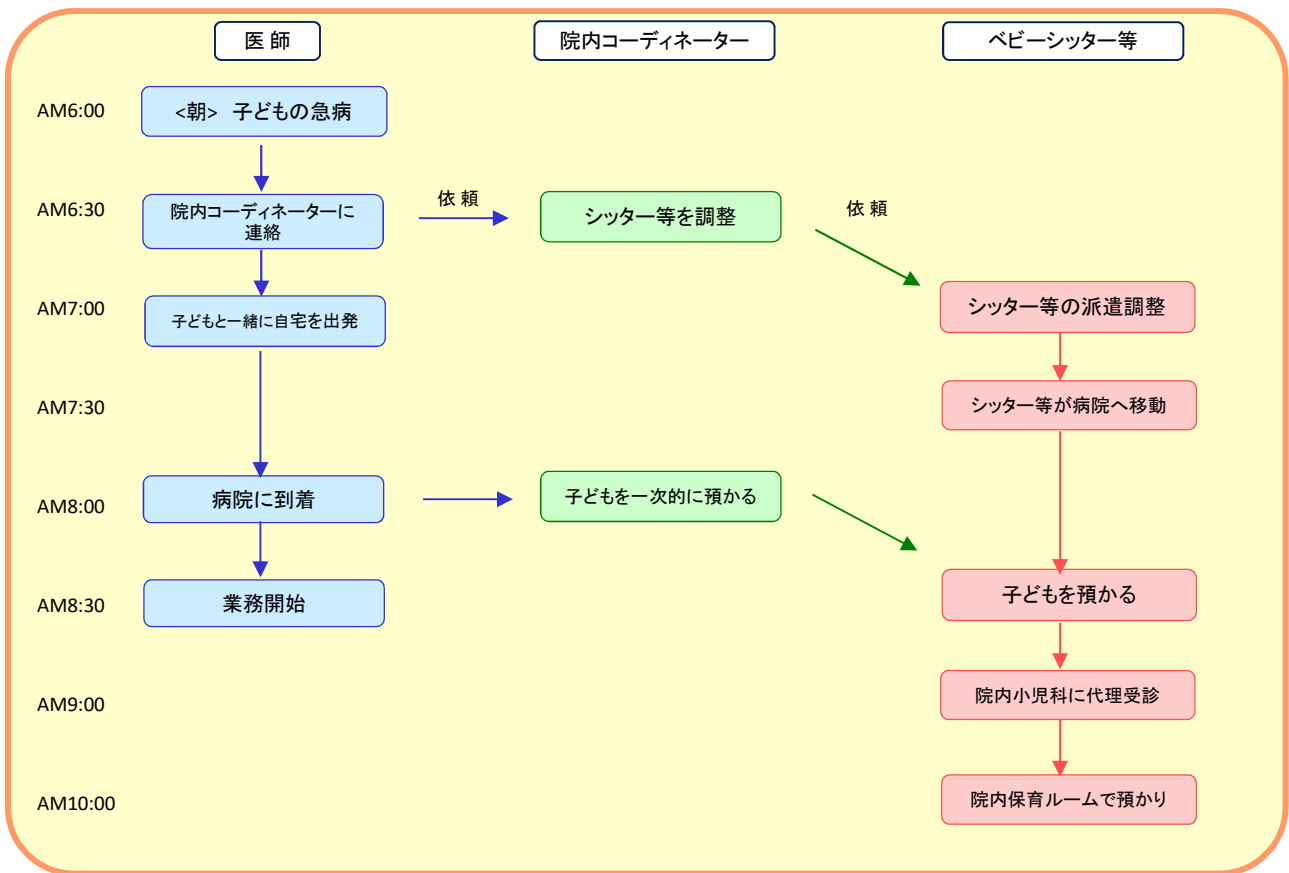 医 師
院内コーディネーター
ベビーシッター等
AM6:00
<朝> 子どもの急病
AM6:30
院内コーディネーターに
連絡
依 頼
シッター等を調整
依 頼
AM7:00
子どもと一緒に自宅を出発
シッター等の派遣調整
AM7:30
シッター等が病院へ移動
AM8:00
病院に到着
子どもを一次的に預かる
AM8:30
業務開始
子どもを預かる
AM9:00
院内小児科に代理受診
AM10:00
院内保育ルームで預かり